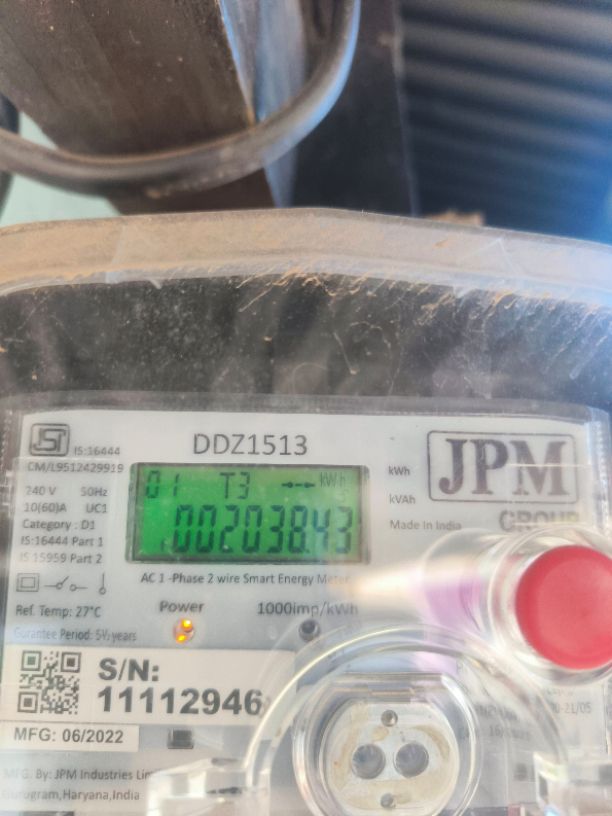 IS:16444
CM/L9512429919
DDZ1513
JPM
GROUP
240 V 50Hz
10(60)A UC1
Category : D1
IS:16444 Part 1
IS 15959 Part 2
01 T3 kWh
002038.43
kWh
kVAh
Made In India
AC 1 -Phase 2 wire Smart Energy Meter
Ref. Temp: 27°C
Power
1000imp/kWh
Gurantee Period: 5½ years
S/N:
11112946
MFG: 06/2022
MFG. By: JPM Industries
Gurugram,Haryana,India